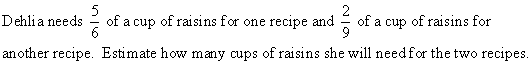 Dehlia needs 5/6 of a cup of raisins for one recipe and 2/9 of a cup of raisins for
another recipe. Estimate how many cups of raisins she will need for the two recipes.